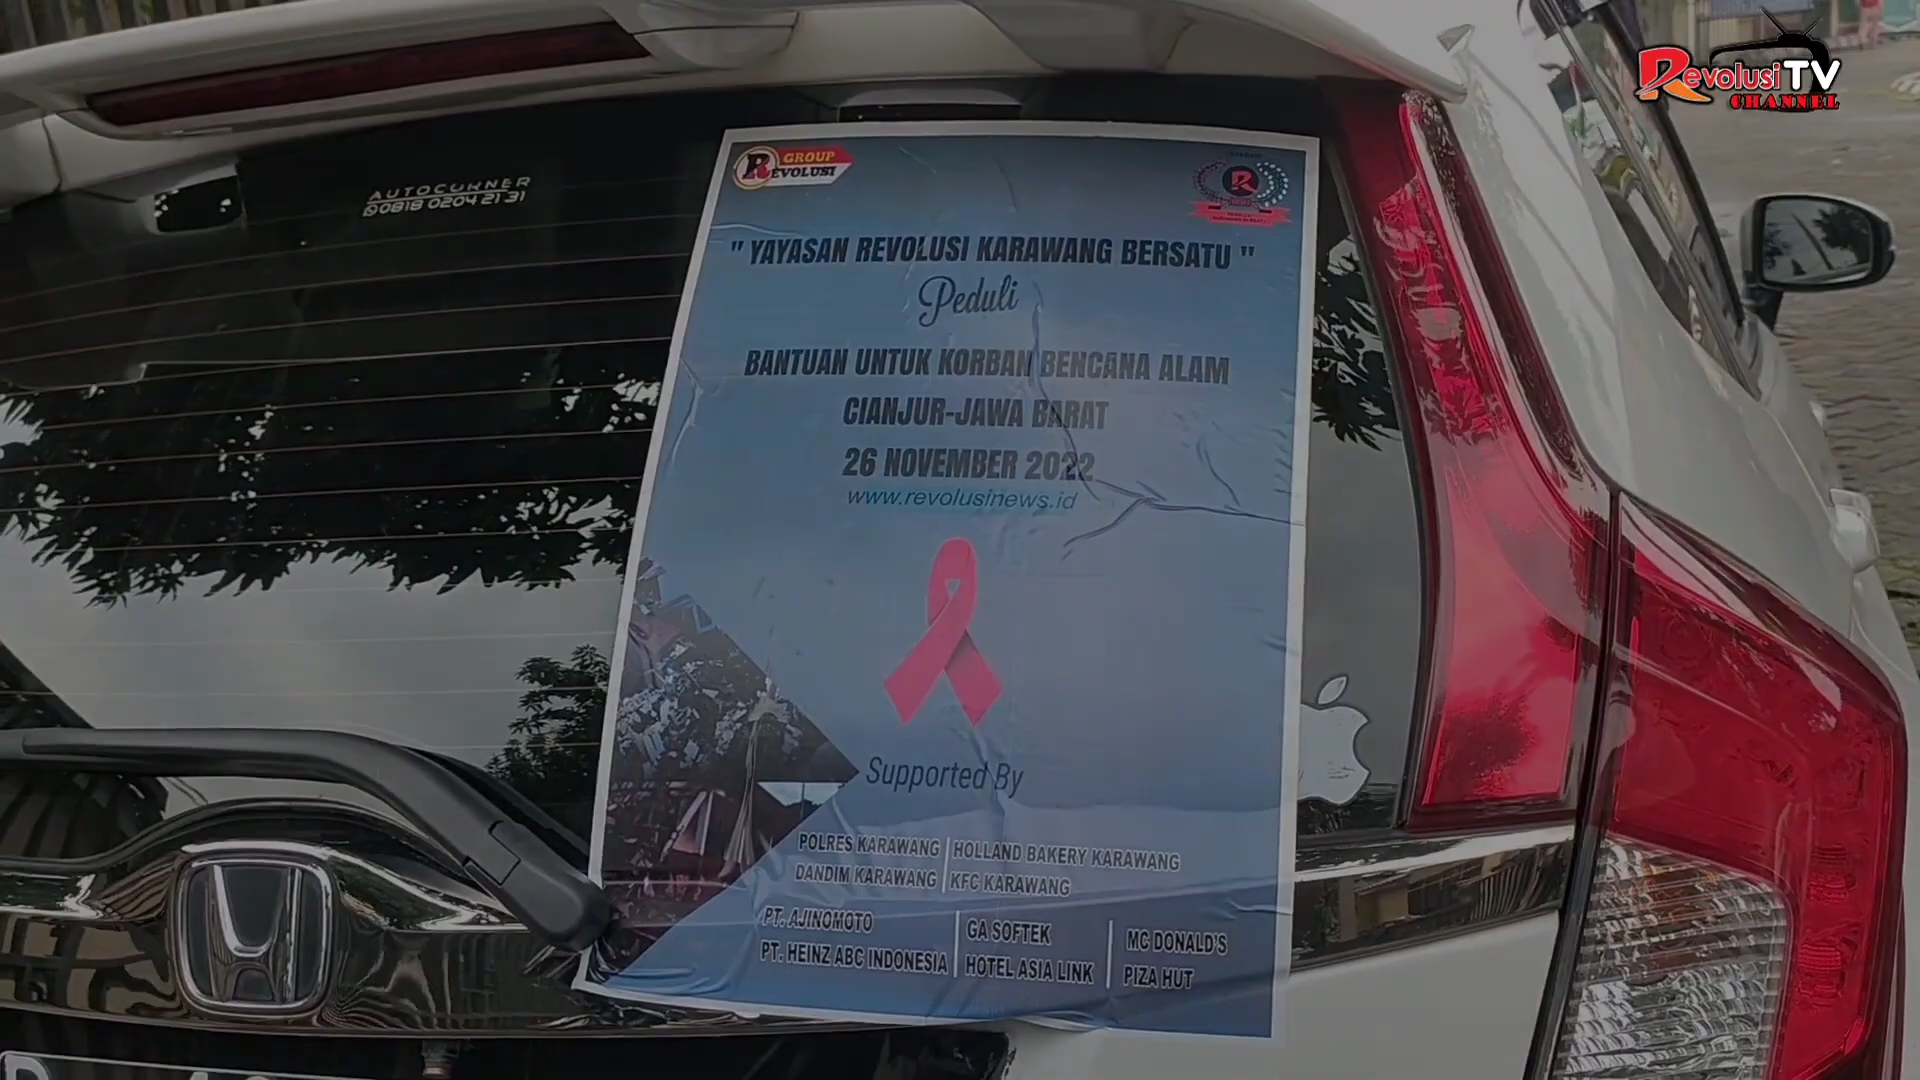 Revolusi TV
CHANNEL
AUTOCORNER
0818 0204 21 31
GROUP
REVOLUSI
" YAYASAN REVOLUSI KARAWANG BERSATU "
Peduli
BANTUAN UNTUK KORBAN BENCANA ALAM
CIANJUR-JAWA BARAT
26 NOVEMBER 2022
www.revolusinews.id
Supported By
POLRES KARAWANG
HOLLAND BAKERY KARAWANG
DANDIM KARAWANG
KFC KARAWANG
PT. AJINOMOTO
GA SOFTEK
MC DONALD'S
PT. HEINZ ABC INDONESIA
HOTEL ASIA LINK
PIZA HUT